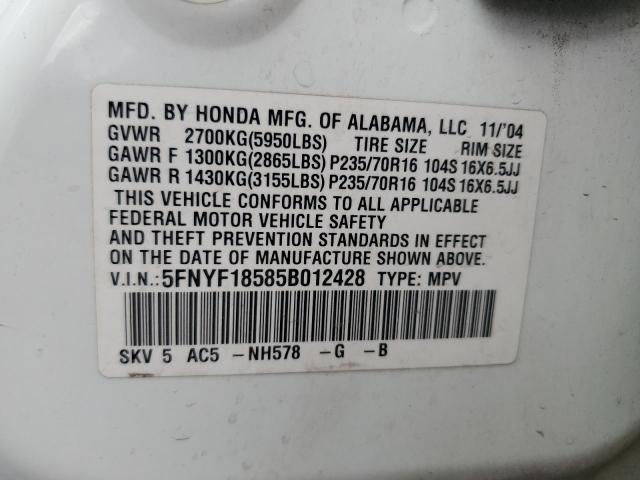 MFD. BY HONDA MFG. OF ALABAMA, LLC 11/'04
GVWR 2700KG(5950LBS) TIRE SIZE RIM SIZE
GAWR F 1300KG(2865LBS) P235/70R16 104S 16X6.5JJ
GAWR R 1430KG(3155LBS) P235/70R16 104S 16X6.5JJ
THIS VEHICLE CONFORMS TO ALL APPLICABLE
FEDERAL MOTOR VEHICLE SAFETY
AND THEFT PREVENTION STANDARDS IN EFFECT
ON THE DATE OF MANUFACTURE SHOWN ABOVE.
V.I.N.: 5FNYF18585B012428 TYPE: MPV
SKV 5 AC5 -NH578 -G -B